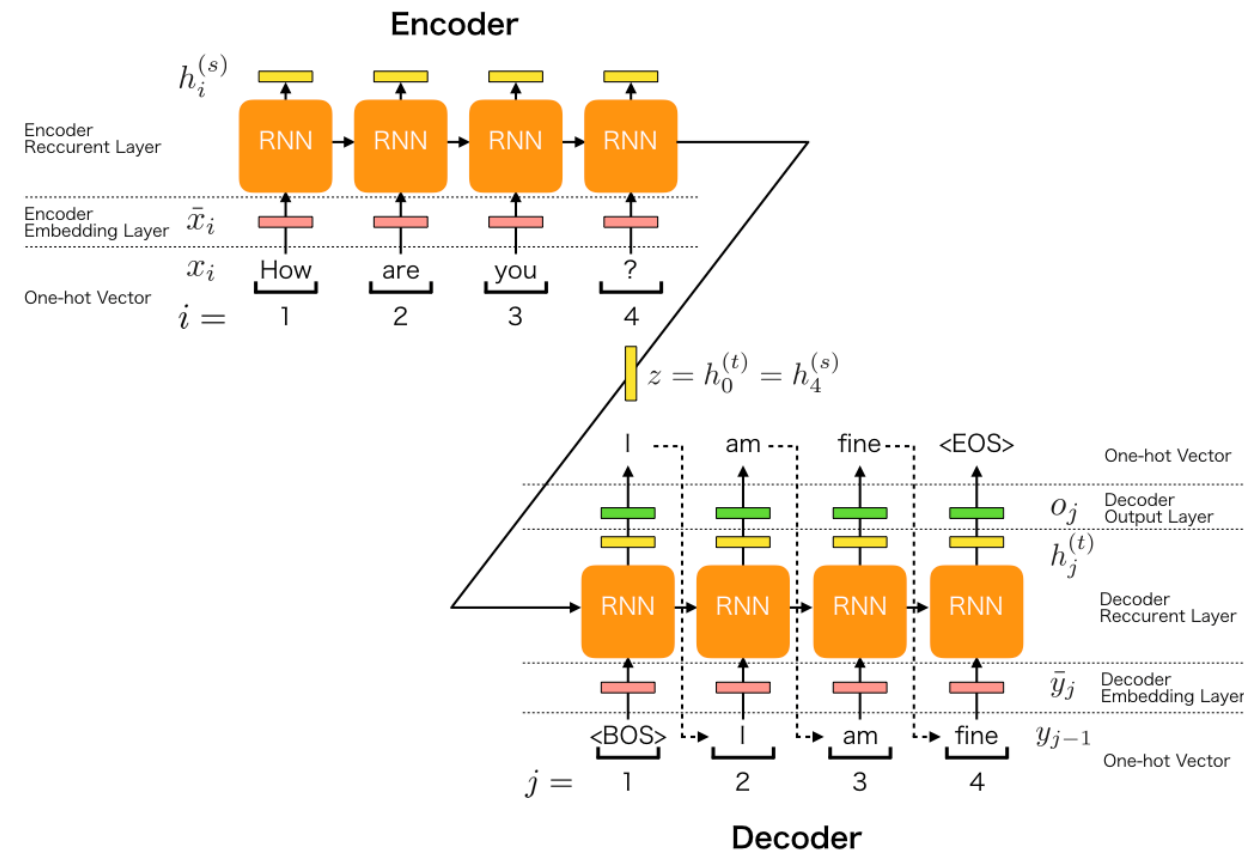 Encoder
h_i^{(s)}
RNN RNN RNN RNN
Encoder
Reccurent Layer
Encoder
Embedding Layer
x̄_i
x_i How are you ?
One-hot Vector
i = 1 2 3 4
z = h_0^{(t)} = h_4^{(s)}
I am fine <EOS>
One-hot Vector
o_j
Decoder
Output Layer
h_j^{(t)}
RNN RNN RNN RNN
Decoder
Reccurent Layer
ȳ_j
Decoder
Embedding Layer
<BOS> I am fine y_{j−1}
One-hot Vector
j = 1 2 3 4
Decoder